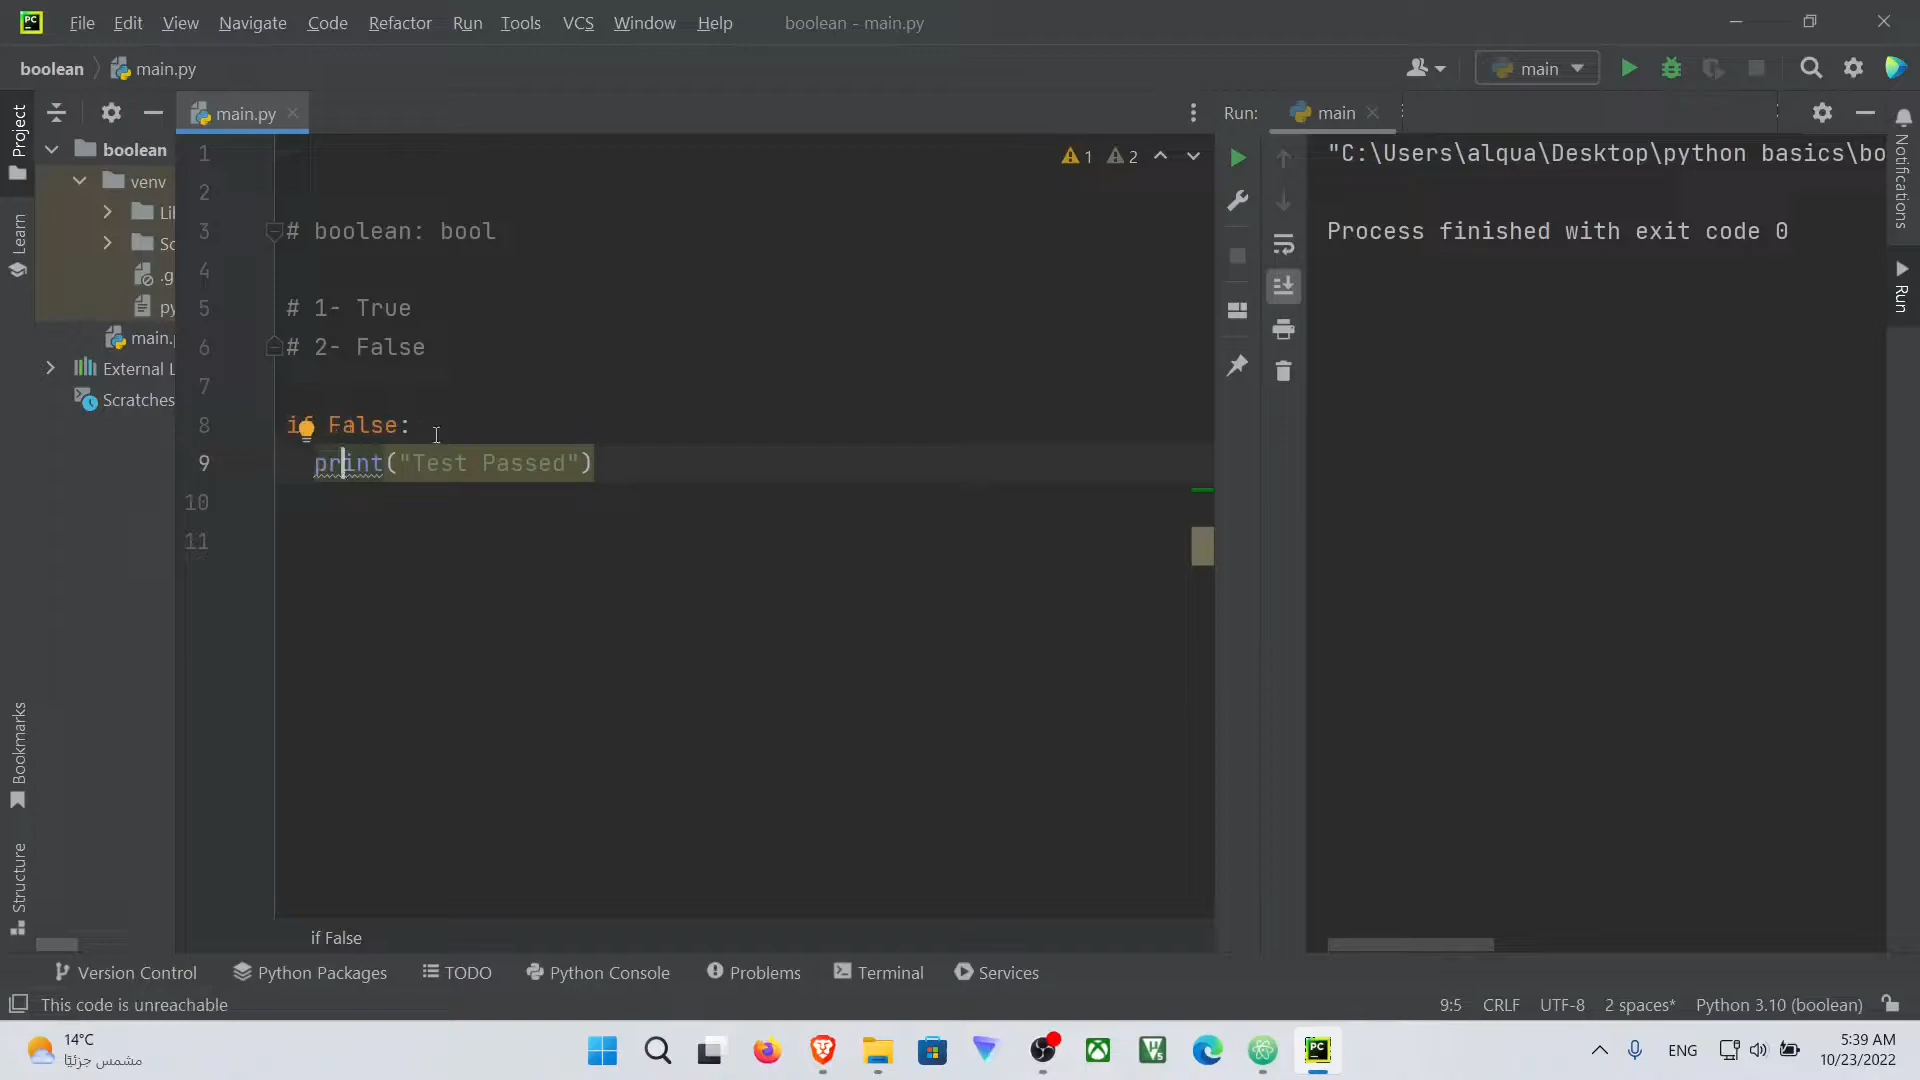 File Edit View Navigate Code Refactor Run Tools VCS Window Help boolean - main.py
boolean main.py main
main.py Run: main
Project
Learn
Bookmarks
Structure
boolean
venv
Li
Sc
.g
py
main.
External L
Scratches
1
2
3 # boolean: bool
4
5 # 1- True
6 # 2- False
7
8 if False:
9 print("Test Passed")
10
11
1 2
"C:\Users\alqua\Desktop\python basics\bo
Process finished with exit code 0
Notifications
Run
if False
Version Control Python Packages TODO Python Console Problems Terminal Services
This code is unreachable 9:5 CRLF UTF-8 2 spaces* Python 3.10 (boolean)
14°C
مشمس جزئيًا
ENG
5:39 AM
10/23/2022